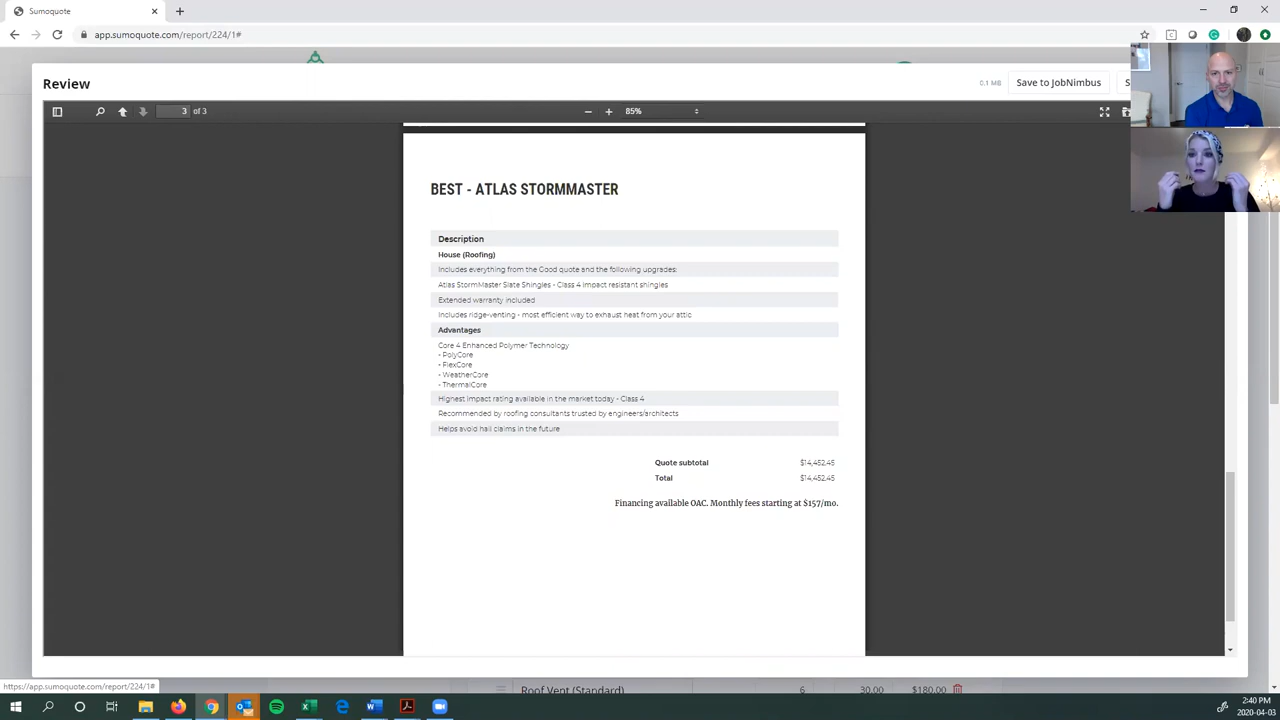 Sumoquote
app.sumoquote.com/report/224/1#
Review
0.1 MB
Save to JobNimbus
S
3 of 3
85%
BEST - ATLAS STORMMASTER
Description
House (Roofing)
Includes everything from the Good quote and the following upgrades:
Atlas StormMaster Slate Shingles - Class 4 impact resistant shingles
Extended warranty included
Includes ridge-venting - most efficient way to exhaust heat from your attic
Advantages
Core 4 Enhanced Polymer Technology
- PolyCore
- FlexCore
- WeatherCore
- ThermalCore
Highest impact rating available in the market today - Class 4
Recommended by roofing consultants trusted by engineers/architects
Helps avoid hail claims in the future
Quote subtotal $14,452.45
Total $14,452.45
Financing available OAC. Monthly fees starting at $157/mo.
https://app.sumoquote.com/report/224/1#
Roof Vent (Standard) 6 30.00 $180.00
2:40 PM
2020-04-03